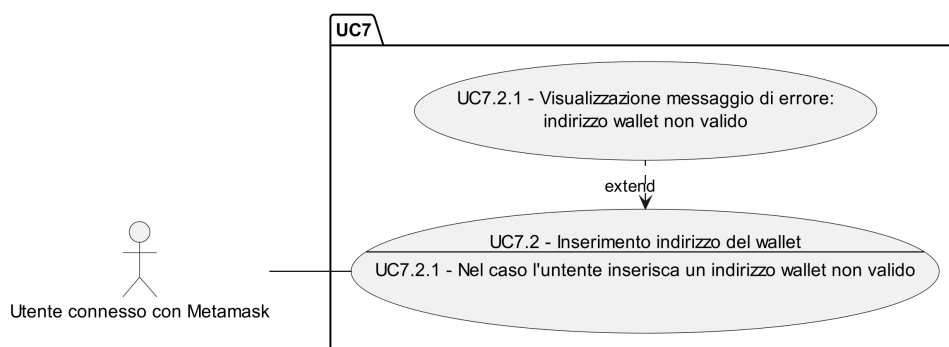 UC7
UC7.2.1 - Visualizzazione messaggio di errore:
indirizzo wallet non valido
extend
UC7.2 - Inserimento indirizzo del wallet
UC7.2.1 - Nel caso l'untente inserisca un indirizzo wallet non valido
Utente connesso con Metamask